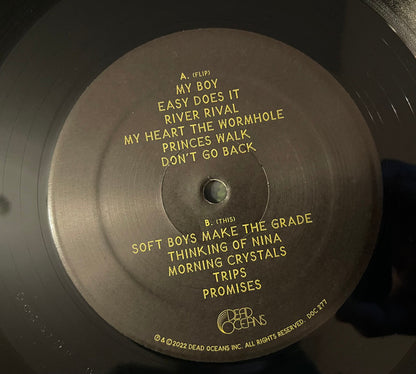 A. (FLIP)
MY BOY
EASY DOES IT
RIVER RIVAL
MY HEART THE WORMHOLE
PRINCES WALK
DON'T GO BACK
B. (THIS)
SOFT BOYS MAKE THE GRADE
THINKING OF NINA
MORNING CRYSTALS
TRIPS
PROMISES
DEAD
OCEANS
℗ & © 2022 DEAD OCEANS INC. ALL RIGHTS RESERVED. DOC 277